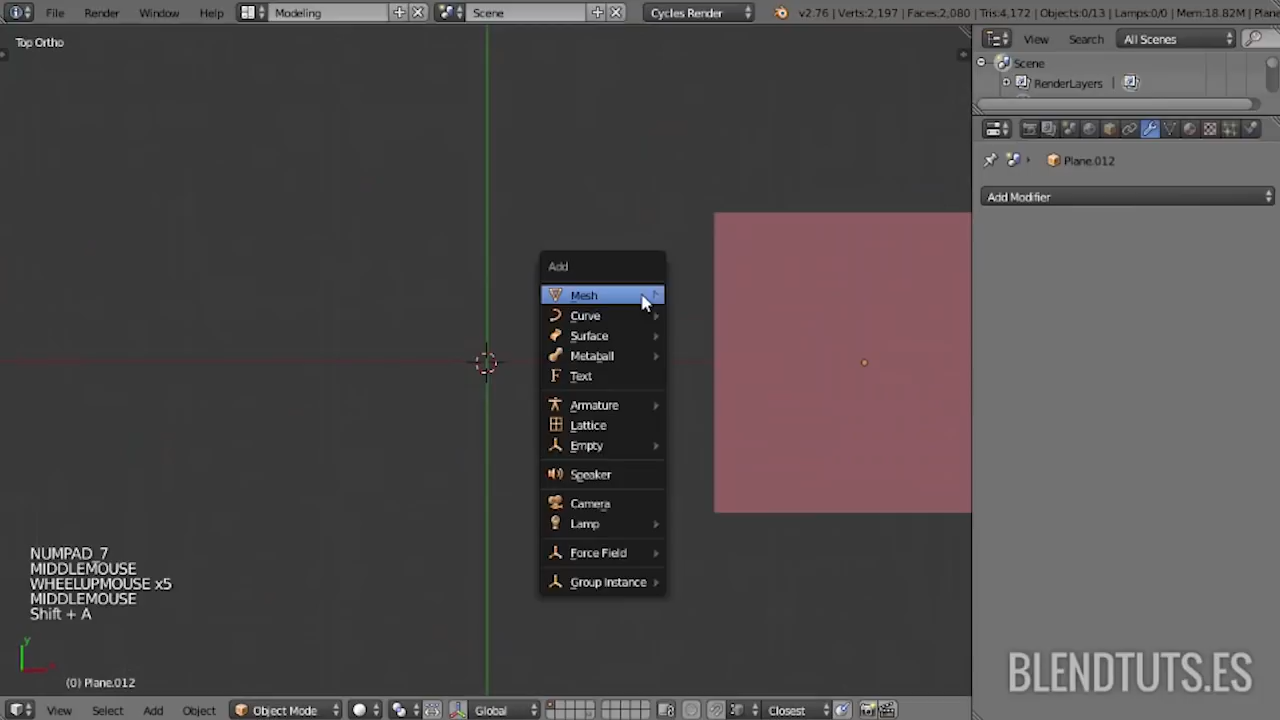 File Render Window Help Modeling Scene Cycles Render v2.76 | Verts:2,197 | Faces:2,080 | Tris:4,172 | Objects:0/13 | Lamps:0/0 | Mem:18.82M | Plane
Top Ortho
View Search All Scenes
Scene
RenderLayers
Plane.012
Add Modifier
Add
Mesh
Curve
Surface
Metaball
Text
Armature
Lattice
Empty
Speaker
Camera
Lamp
Force Field
Group Instance
NUMPAD_7
MIDDLEMOUSE
WHEELUPMOUSE x5
MIDDLEMOUSE
Shift + A
y
(0) Plane.012
BLENDTUTS.ES
View Select Add Object Object Mode Global Closest